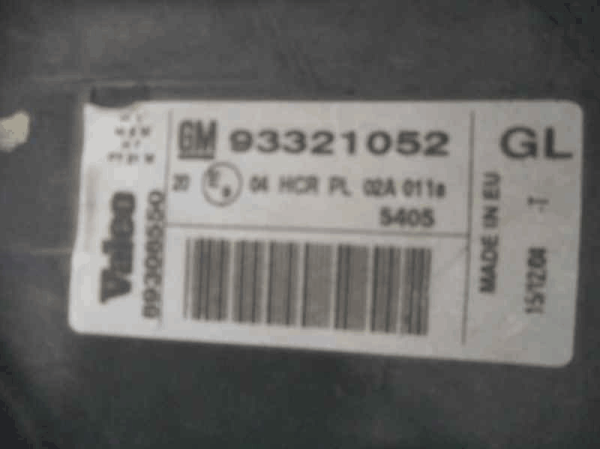 GM 93321052
GL
20 E 04 HCR PL 02A 011a
5405
Valeo
89306550
MADE IN EU
15/12/04 -T